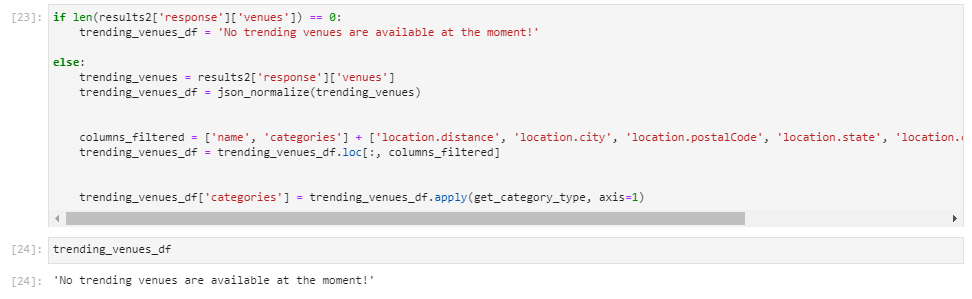 [23]: if len(results2['response']['venues']) == 0:
trending_venues_df = 'No trending venues are available at the moment!'
else:
trending_venues = results2['response']['venues']
trending_venues_df = json_normalize(trending_venues)
columns_filtered = ['name', 'categories'] + ['location.distance', 'location.city', 'location.postalCode', 'location.state', 'location.
trending_venues_df = trending_venues_df.loc[:, columns_filtered]
trending_venues_df['categories'] = trending_venues_df.apply(get_category_type, axis=1)
[24]: trending_venues_df
[24]: 'No trending venues are available at the moment!'